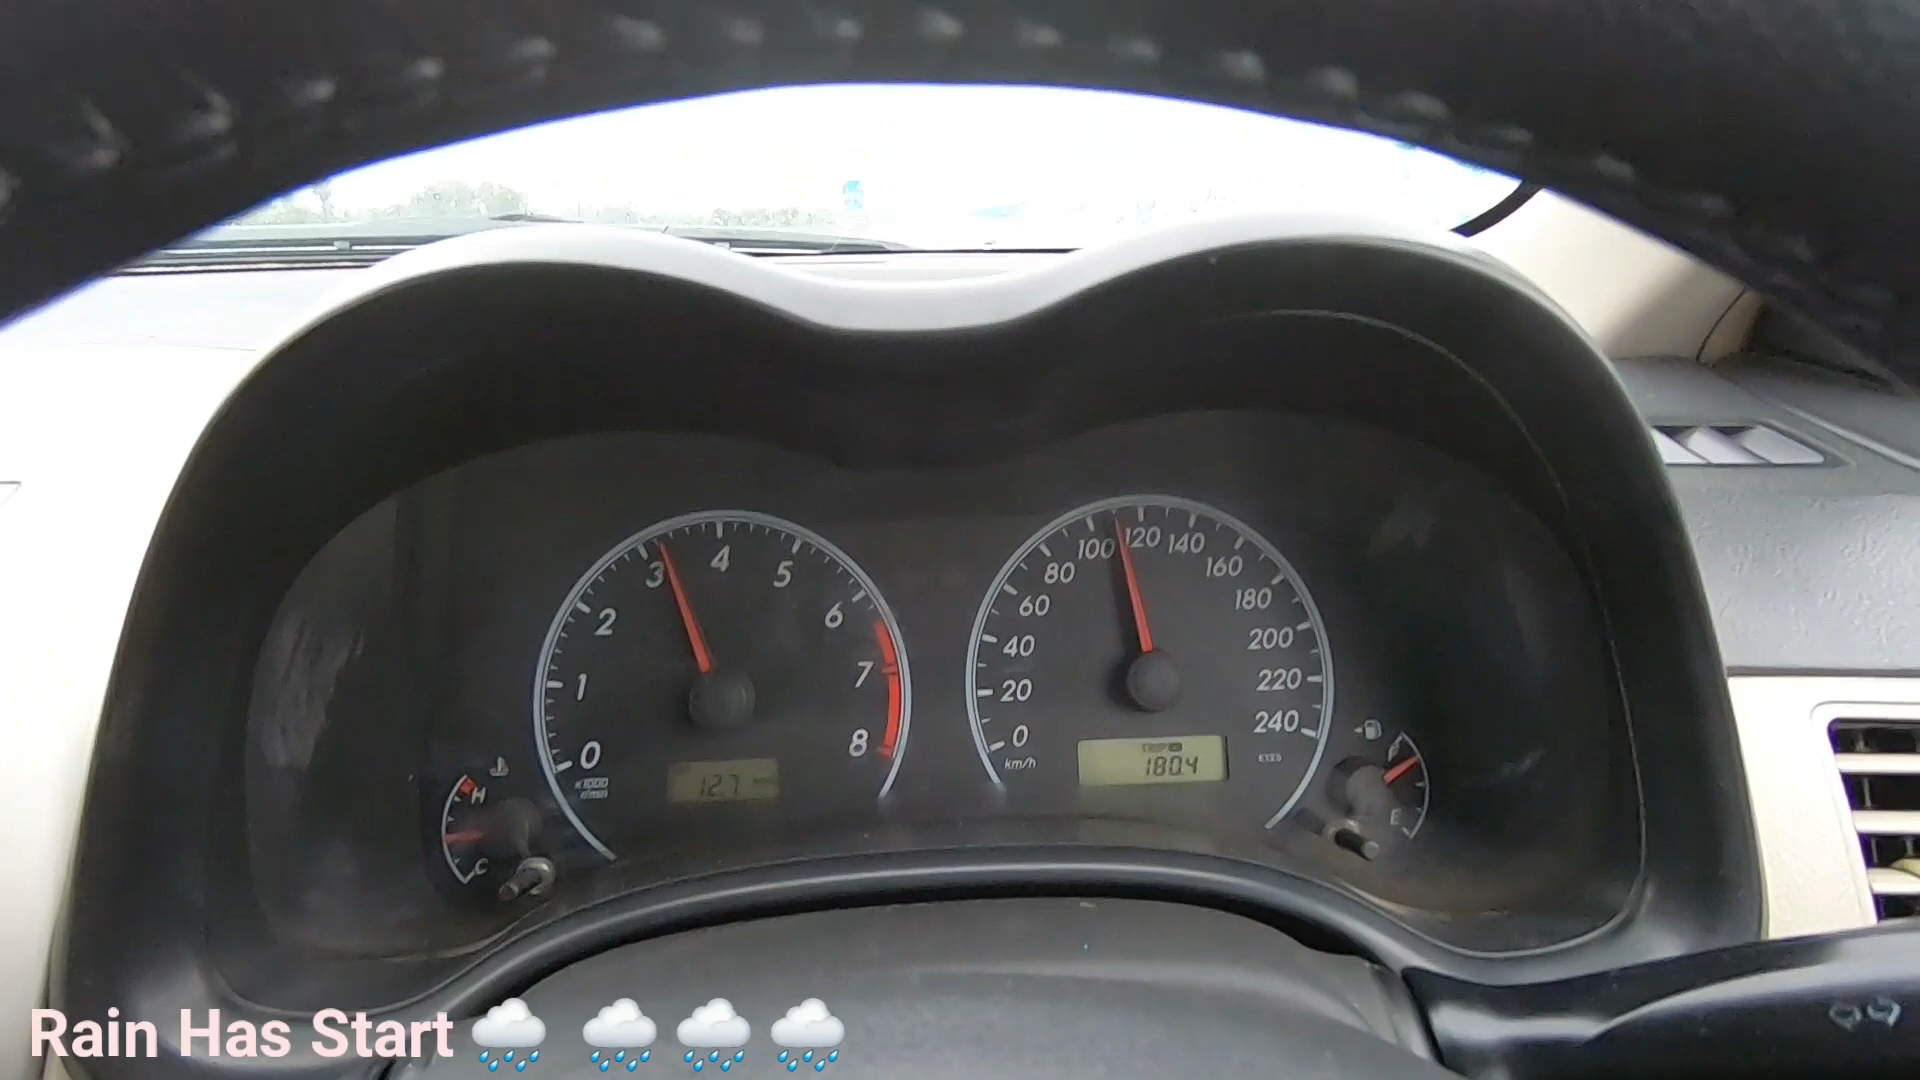 0
1
2
3
4
5
6
7
8
x1000
r/min
12.7
H
C
0
20
40
60
80
100
120
140
160
180
200
220
240
km/h
TRIP
180.4
F
E
Rain Has Start 🌧️ 🌧️ 🌧️ 🌧️